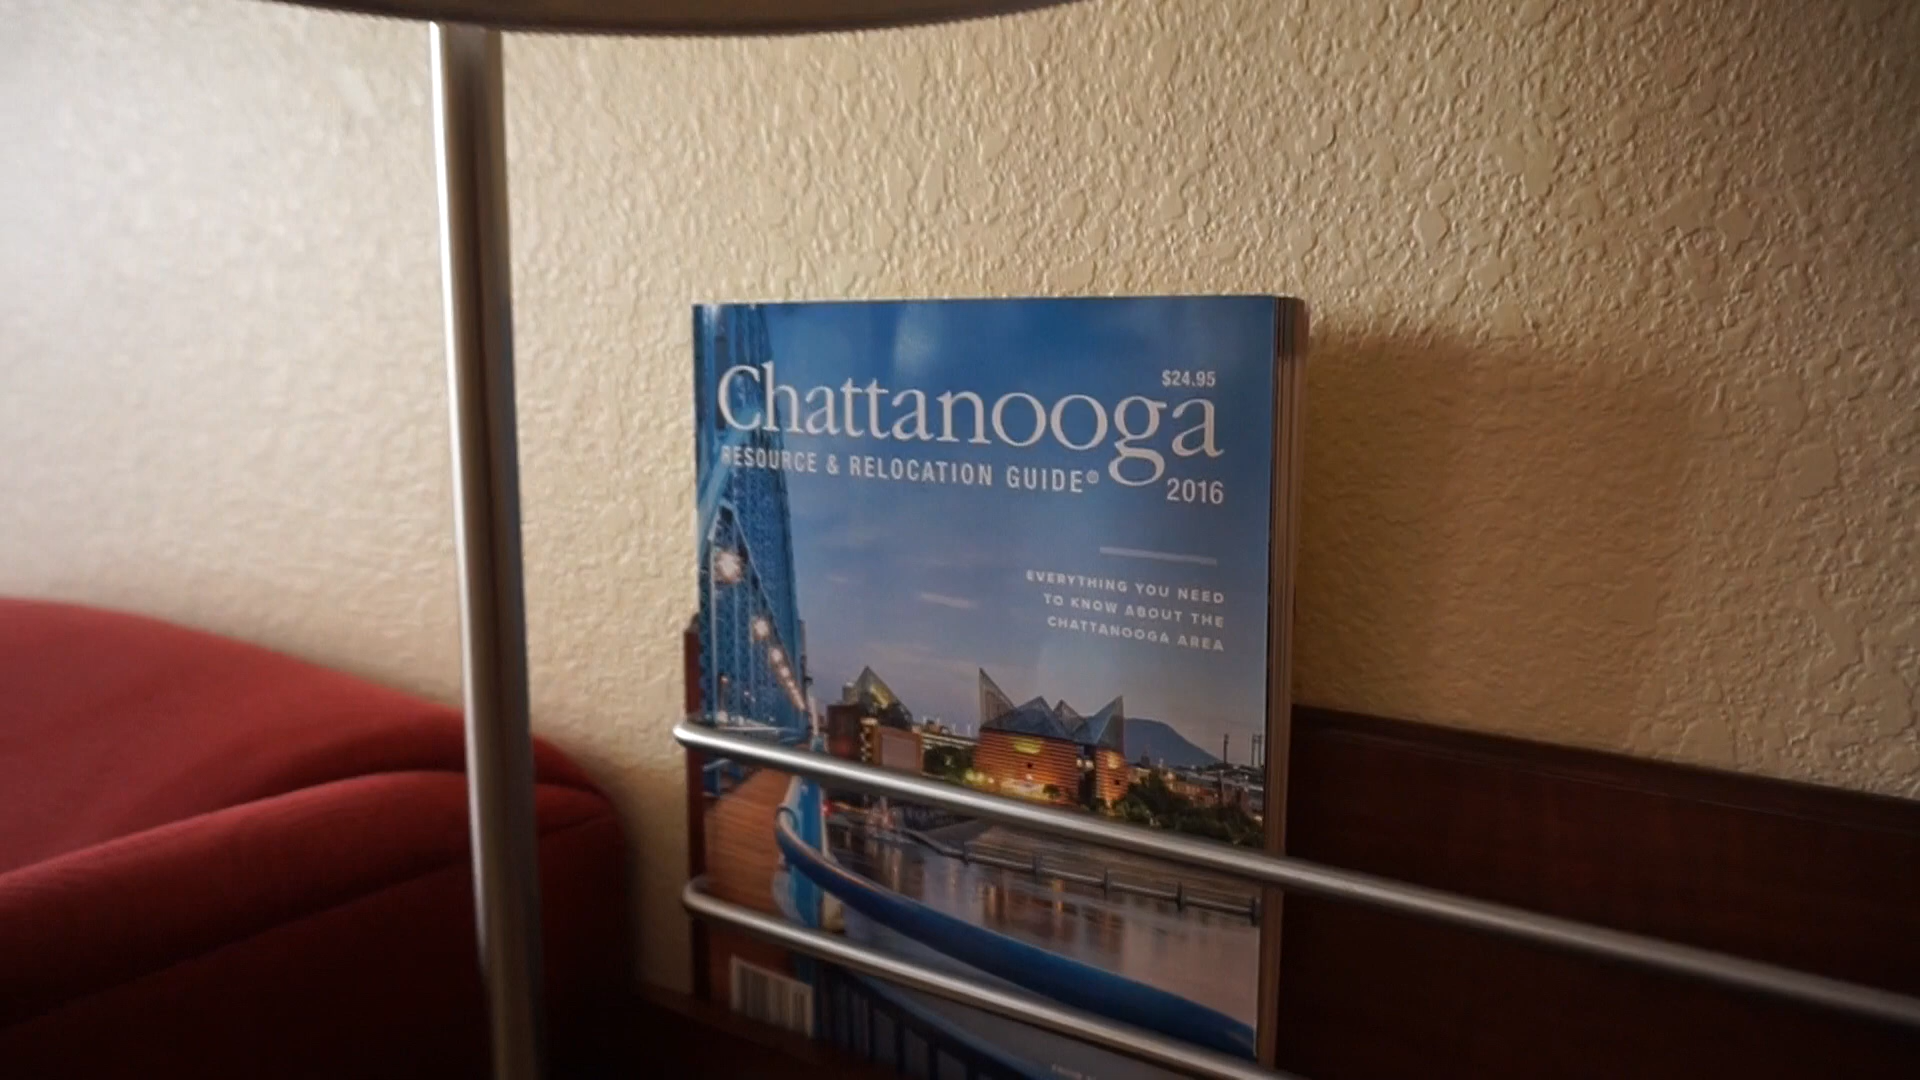 $24.95
Chattanooga
RESOURCE & RELOCATION GUIDE®
2016
EVERYTHING YOU NEED
TO KNOW ABOUT THE
CHATTANOOGA AREA